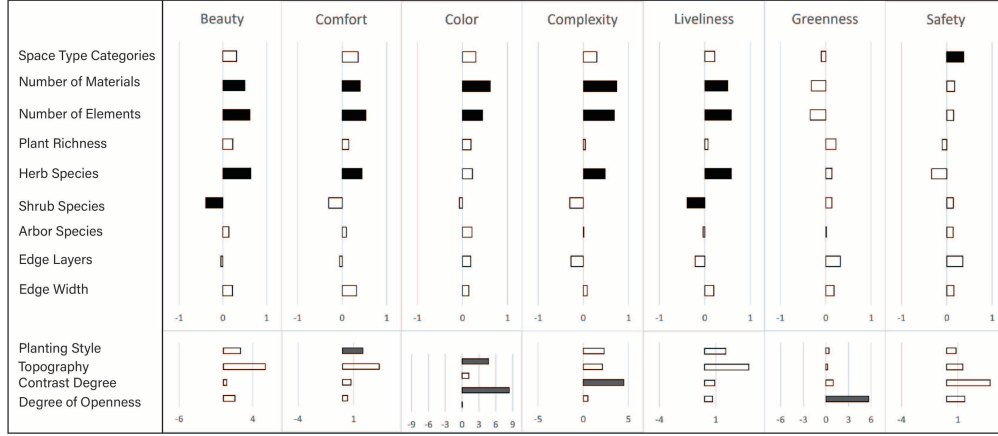 Beauty Comfort Color Complexity Liveliness Greenness Safety
Space Type Categories
Number of Materials
Number of Elements
Plant Richness
Herb Species
Shrub Species
Arbor Species
Edge Layers
Edge Width
-1 0 1 -1 0 1 -1 0 1 -1 0 1 -1 0 1 -1 0 1 -1 0 1
Planting Style
Topography
Contrast Degree
Degree of Openness
-6 4 -4 1 -9 -6 -3 0 3 6 9 -5 0 5 -4 1 6 -6 -3 0 3 6 -4 1